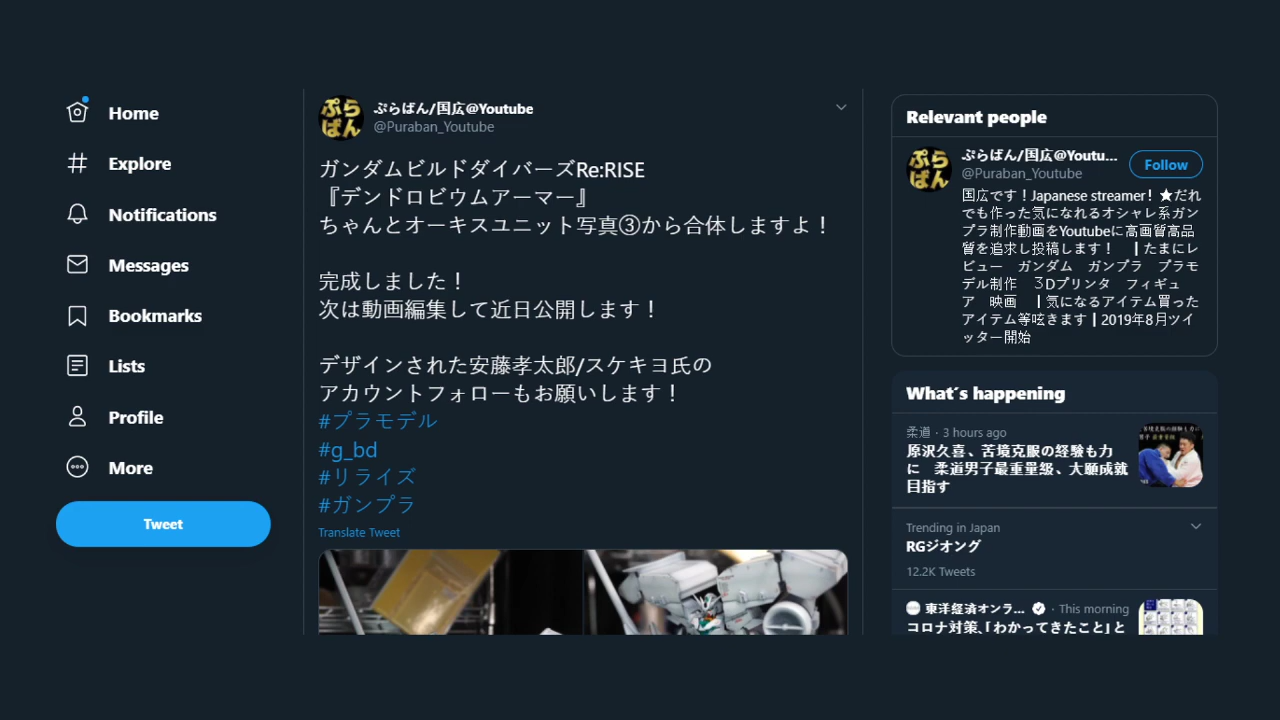 Home
Explore
Notifications
Messages
Bookmarks
Lists
Profile
More
Tweet
ぷらばん
ぷらばん/国広@Youtube
@Puraban_Youtube
ガンダムビルドダイバーズRe:RISE
『デンドロビウムアーマー』
ちゃんとオーキスユニット写真③から合体しますよ！
完成しました！
次は動画編集して近日公開します！
デザインされた安藤孝太郎/スケキヨ氏の
アカウントフォローもお願いします！
#プラモデル
#g_bd
#リライズ
#ガンプラ
Translate Tweet
Relevant people
ぷらばん
ぷらばん/国広@Youtu...
@Puraban_Youtube
Follow
国広です！Japanese streamer！★だれ
でも作った気になれるオシャレ系ガン
プラ制作動画をYoutubeに高画質高品
質を追求し投稿します！　┃たまにレ
ビュー　ガンダム　ガンプラ　プラモ
デル制作　３Dプリンタ　フィギュ
ア　映画　┃気になるアイテム買った
アイテム等呟きます┃2019年8月ツイ
ッター開始
What's happening
柔道 · 3 hours ago
原沢久喜、苦境克服の経験も力
に　柔道男子最重量級、大願成就
目指す
Trending in Japan
RGジオング
12.2K Tweets
東洋経済オンラ... · This morning
コロナ対策、「わかってきたこと」と